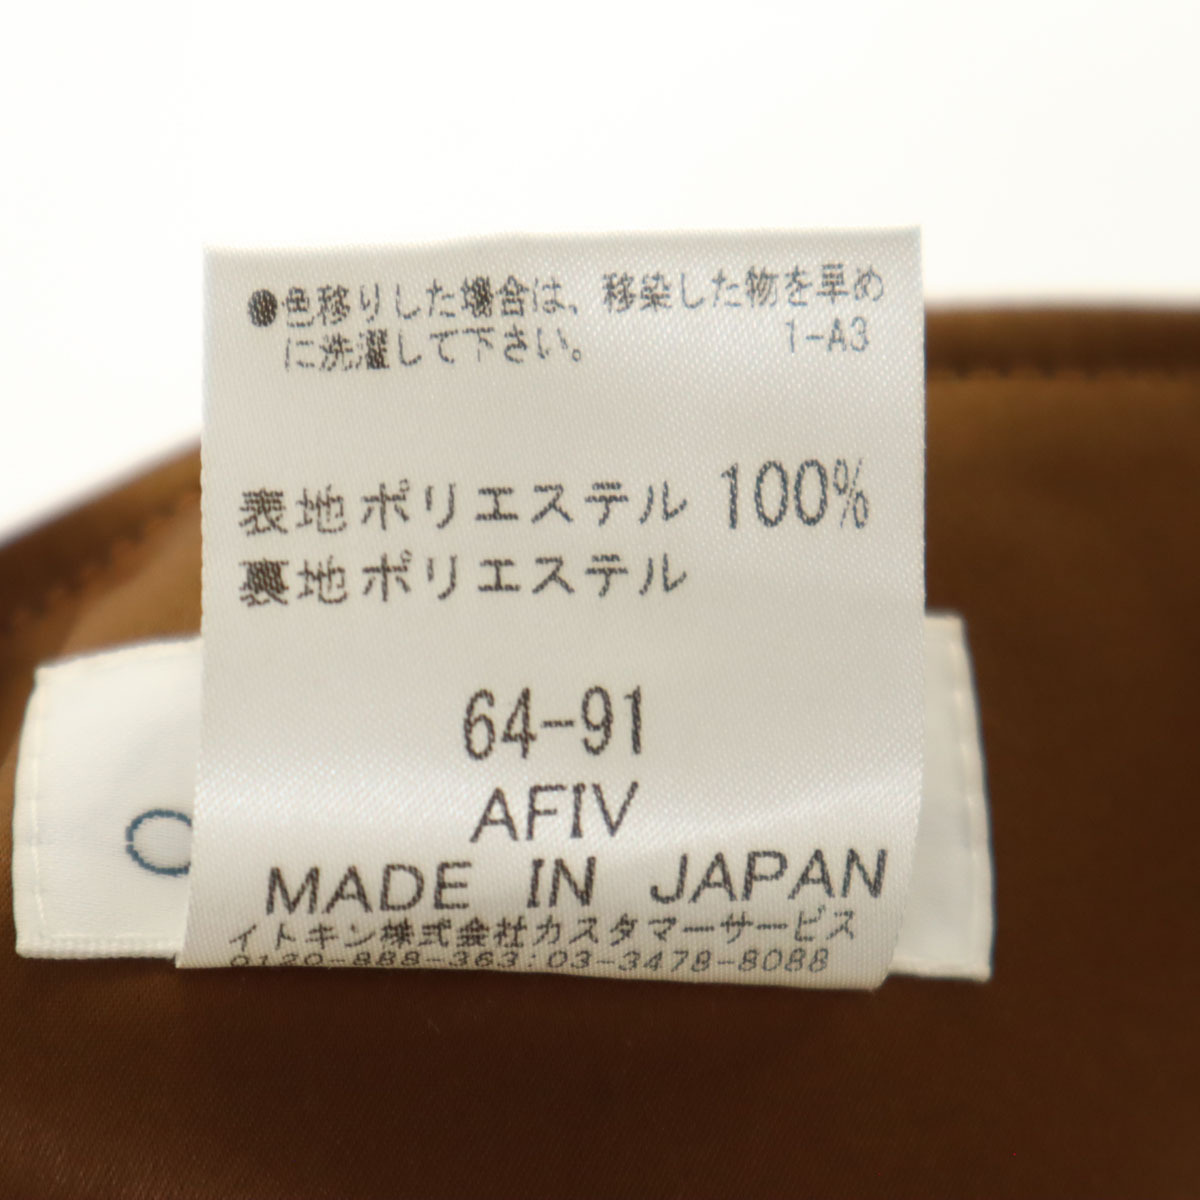 ●色移りした場合は、移染した物を早め
に洗濯して下さい。 1-A3
表地ポリエステル 100%
裏地ポリエステル
64-91
AFIV
MADE IN JAPAN
イトキン株式会社カスタマーサービス
0120-888-363:03-3478-8088